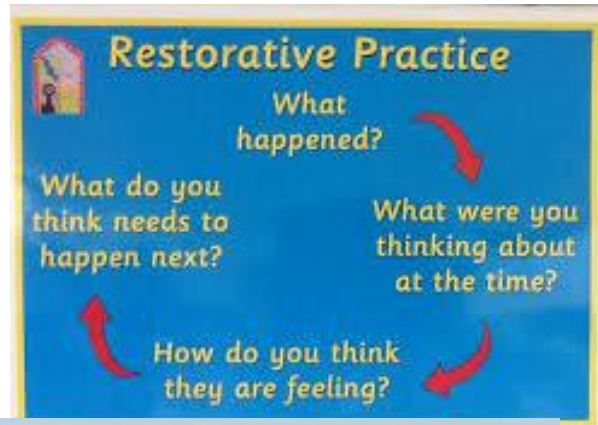 Restorative Practice
What
happened?
What were you
thinking about
at the time?
How do you think
they are feeling?
What do you
think needs to
happen next?